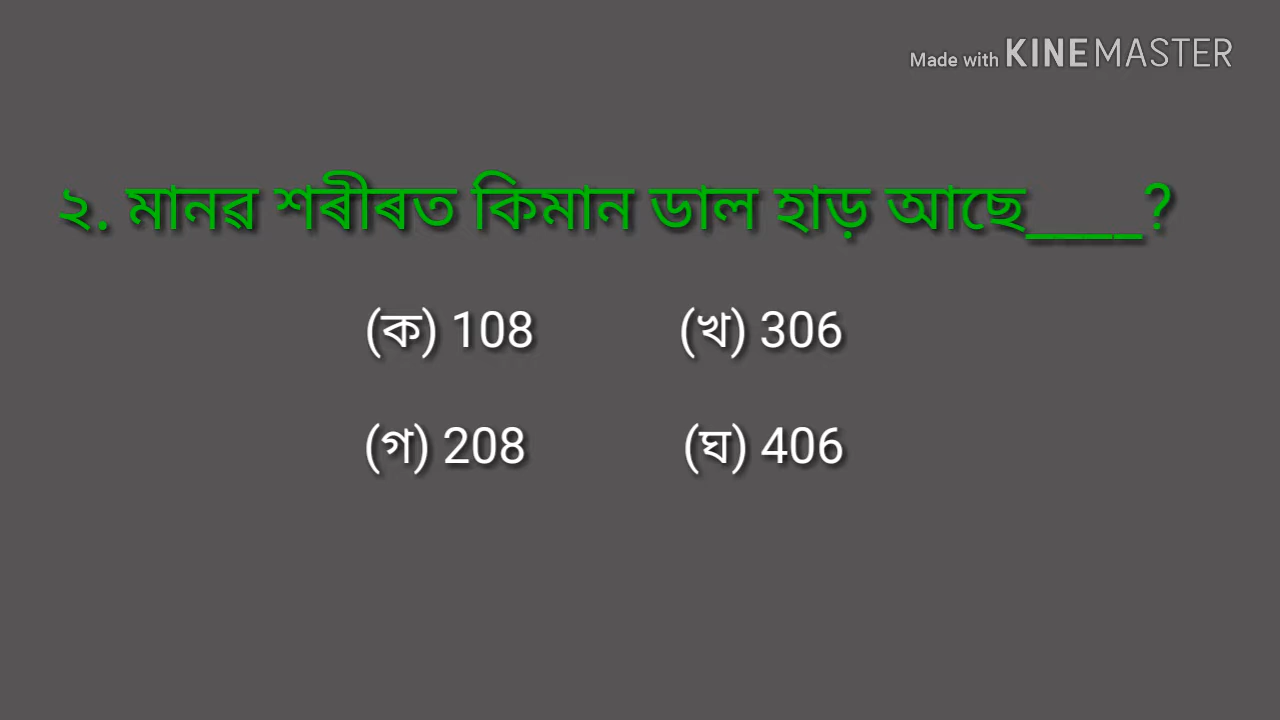 Made with KINEMASTER
২. মানৱ শৰীৰত কিমান ডাল হাড় আছে____?
(ক) 108 (খ) 306
(গ) 208 (ঘ) 406